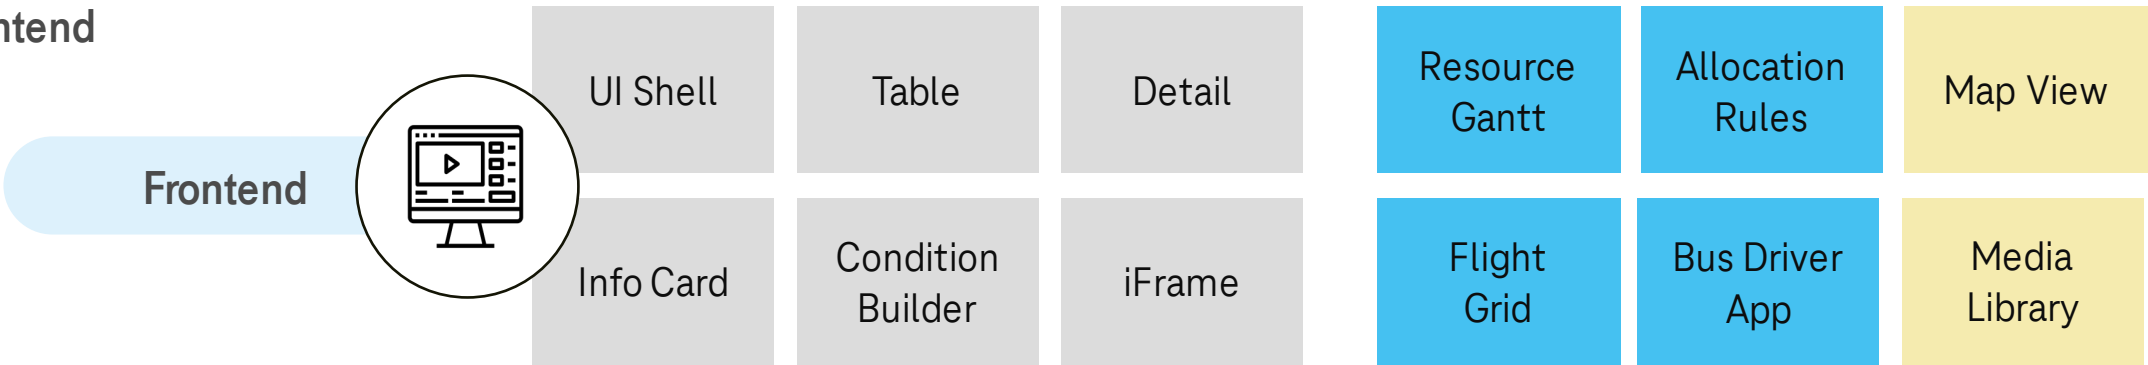 ntend
Frontend
UI Shell
Table
Detail
Resource
Gantt
Allocation
Rules
Map View
Info Card
Condition
Builder
iFrame
Flight
Grid
Bus Driver
App
Media
Library